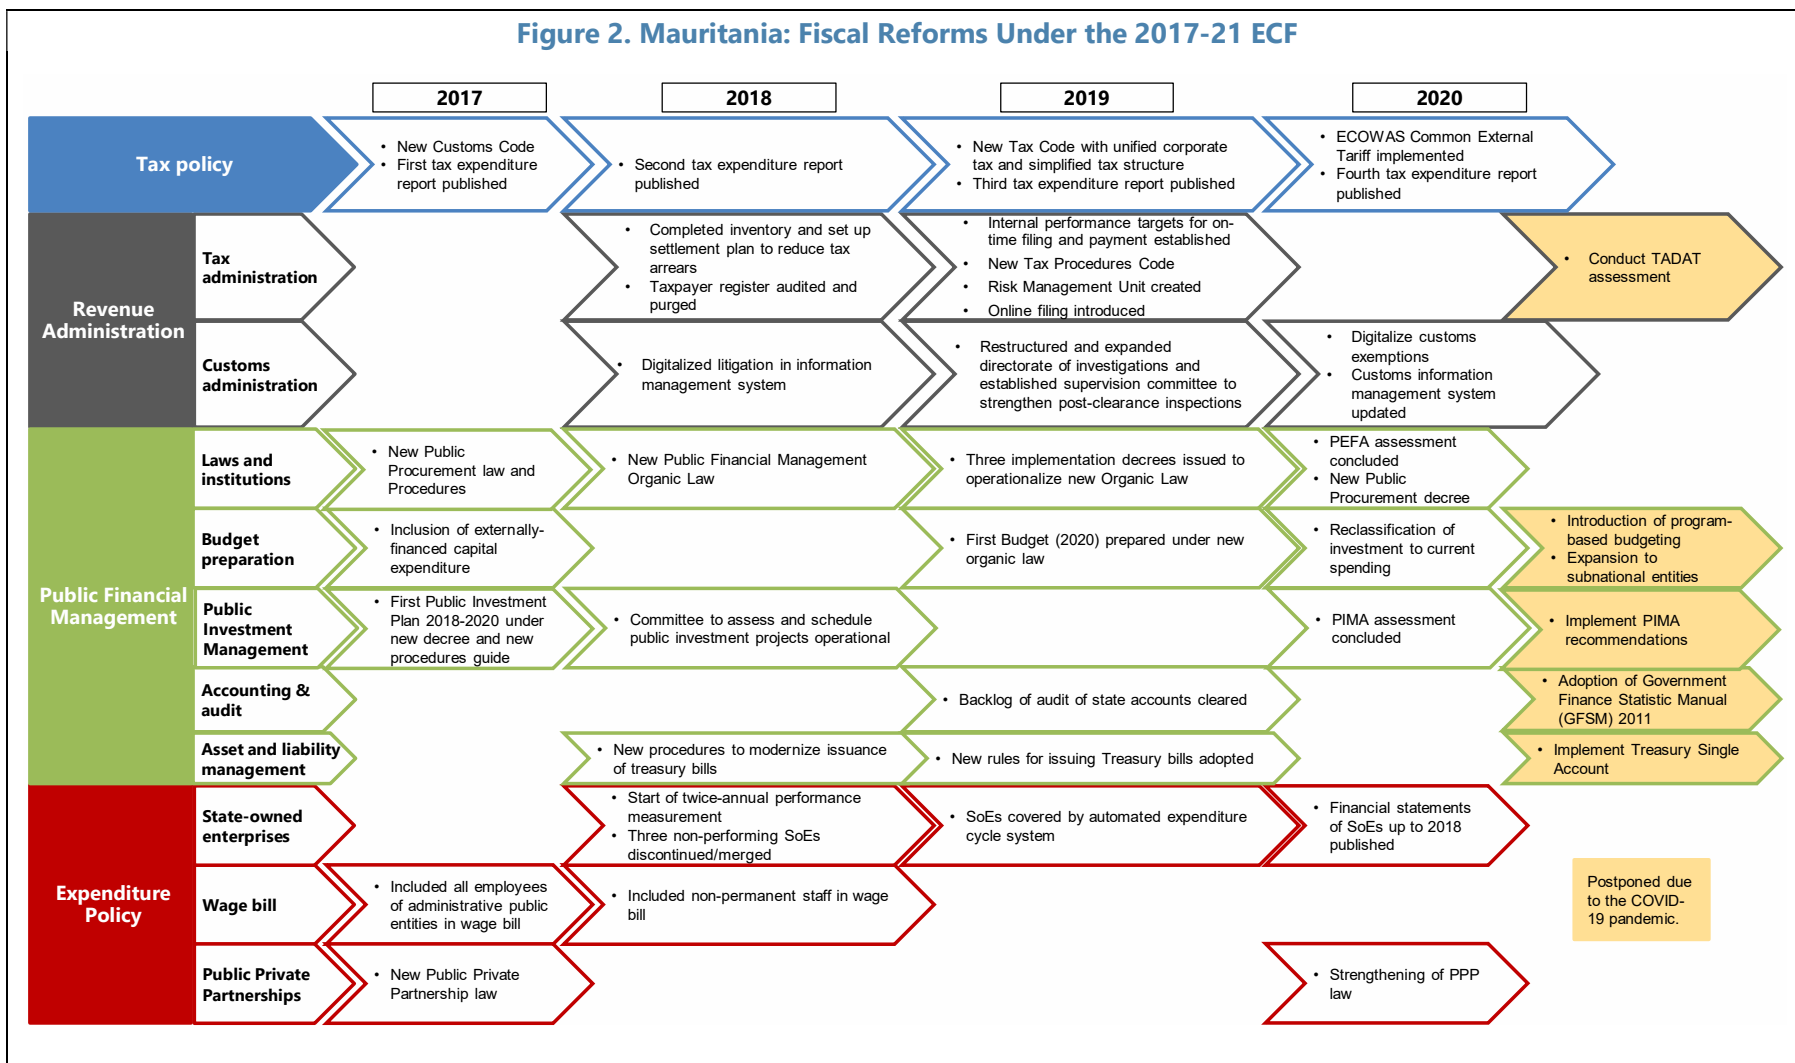 Figure 2. Mauritania: Fiscal Reforms Under the 2017-21 ECF
2017
2018
2019
2020
Tax policy
• New Customs Code
• First tax expenditure
report published
• Second tax expenditure report
published
• New Tax Code with unified corporate
tax and simplified tax structure
• Third tax expenditure report published
• ECOWAS Common External
Tariff implemented
• Fourth tax expenditure report
published
Revenue
Administration
Tax
administration
• Completed inventory and set up
settlement plan to reduce tax
arrears
• Taxpayer register audited and
purged
• Internal performance targets for on-
time filing and payment established
• New Tax Procedures Code
• Risk Management Unit created
• Online filing introduced
• Conduct TADAT
assessment
Customs
administration
• Digitalized litigation in information
management system
• Restructured and expanded
directorate of investigations and
established supervision committee to
strengthen post-clearance inspections
• Digitalize customs
exemptions
• Customs information
management system
updated
Public Financial
Management
Laws and
institutions
• New Public
Procurement law and
Procedures
• New Public Financial Management
Organic Law
• Three implementation decrees issued to
operationalize new Organic Law
• PEFA assessment
concluded
• New Public
Procurement decree
Budget
preparation
• Inclusion of externally-
financed capital
expenditure
• First Budget (2020) prepared under new
organic law
• Reclassification of
investment to current
spending
• Introduction of program-
based budgeting
• Expansion to
subnational entities
Public
Investment
Management
• First Public Investment
Plan 2018-2020 under
new decree and new
procedures guide
• Committee to assess and schedule
public investment projects operational
• PIMA assessment
concluded
• Implement PIMA
recommendations
Accounting &
audit
• Backlog of audit of state accounts cleared
• Adoption of Government
Finance Statistic Manual
(GFSM) 2011
Asset and liability
management
• New procedures to modernize issuance
of treasury bills
• New rules for issuing Treasury bills adopted
• Implement Treasury Single
Account
Expenditure
Policy
State-owned
enterprises
• Start of twice-annual performance
measurement
• Three non-performing SoEs
discontinued/merged
• SoEs covered by automated expenditure
cycle system
• Financial statements
of SoEs up to 2018
published
Wage bill
• Included all employees
of administrative public
entities in wage bill
• Included non-permanent staff in wage
bill
Postponed due
to the COVID-
19 pandemic.
Public Private
Partnerships
• New Public Private
Partnership law
• Strengthening of PPP
law